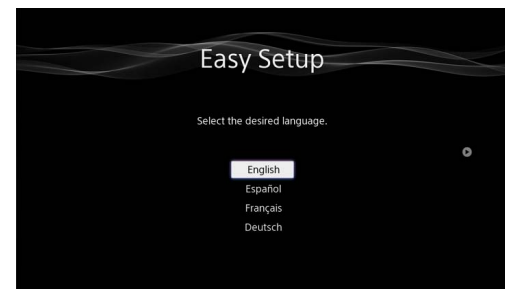 Easy Setup
Select the desired language.
English
Español
Français
Deutsch